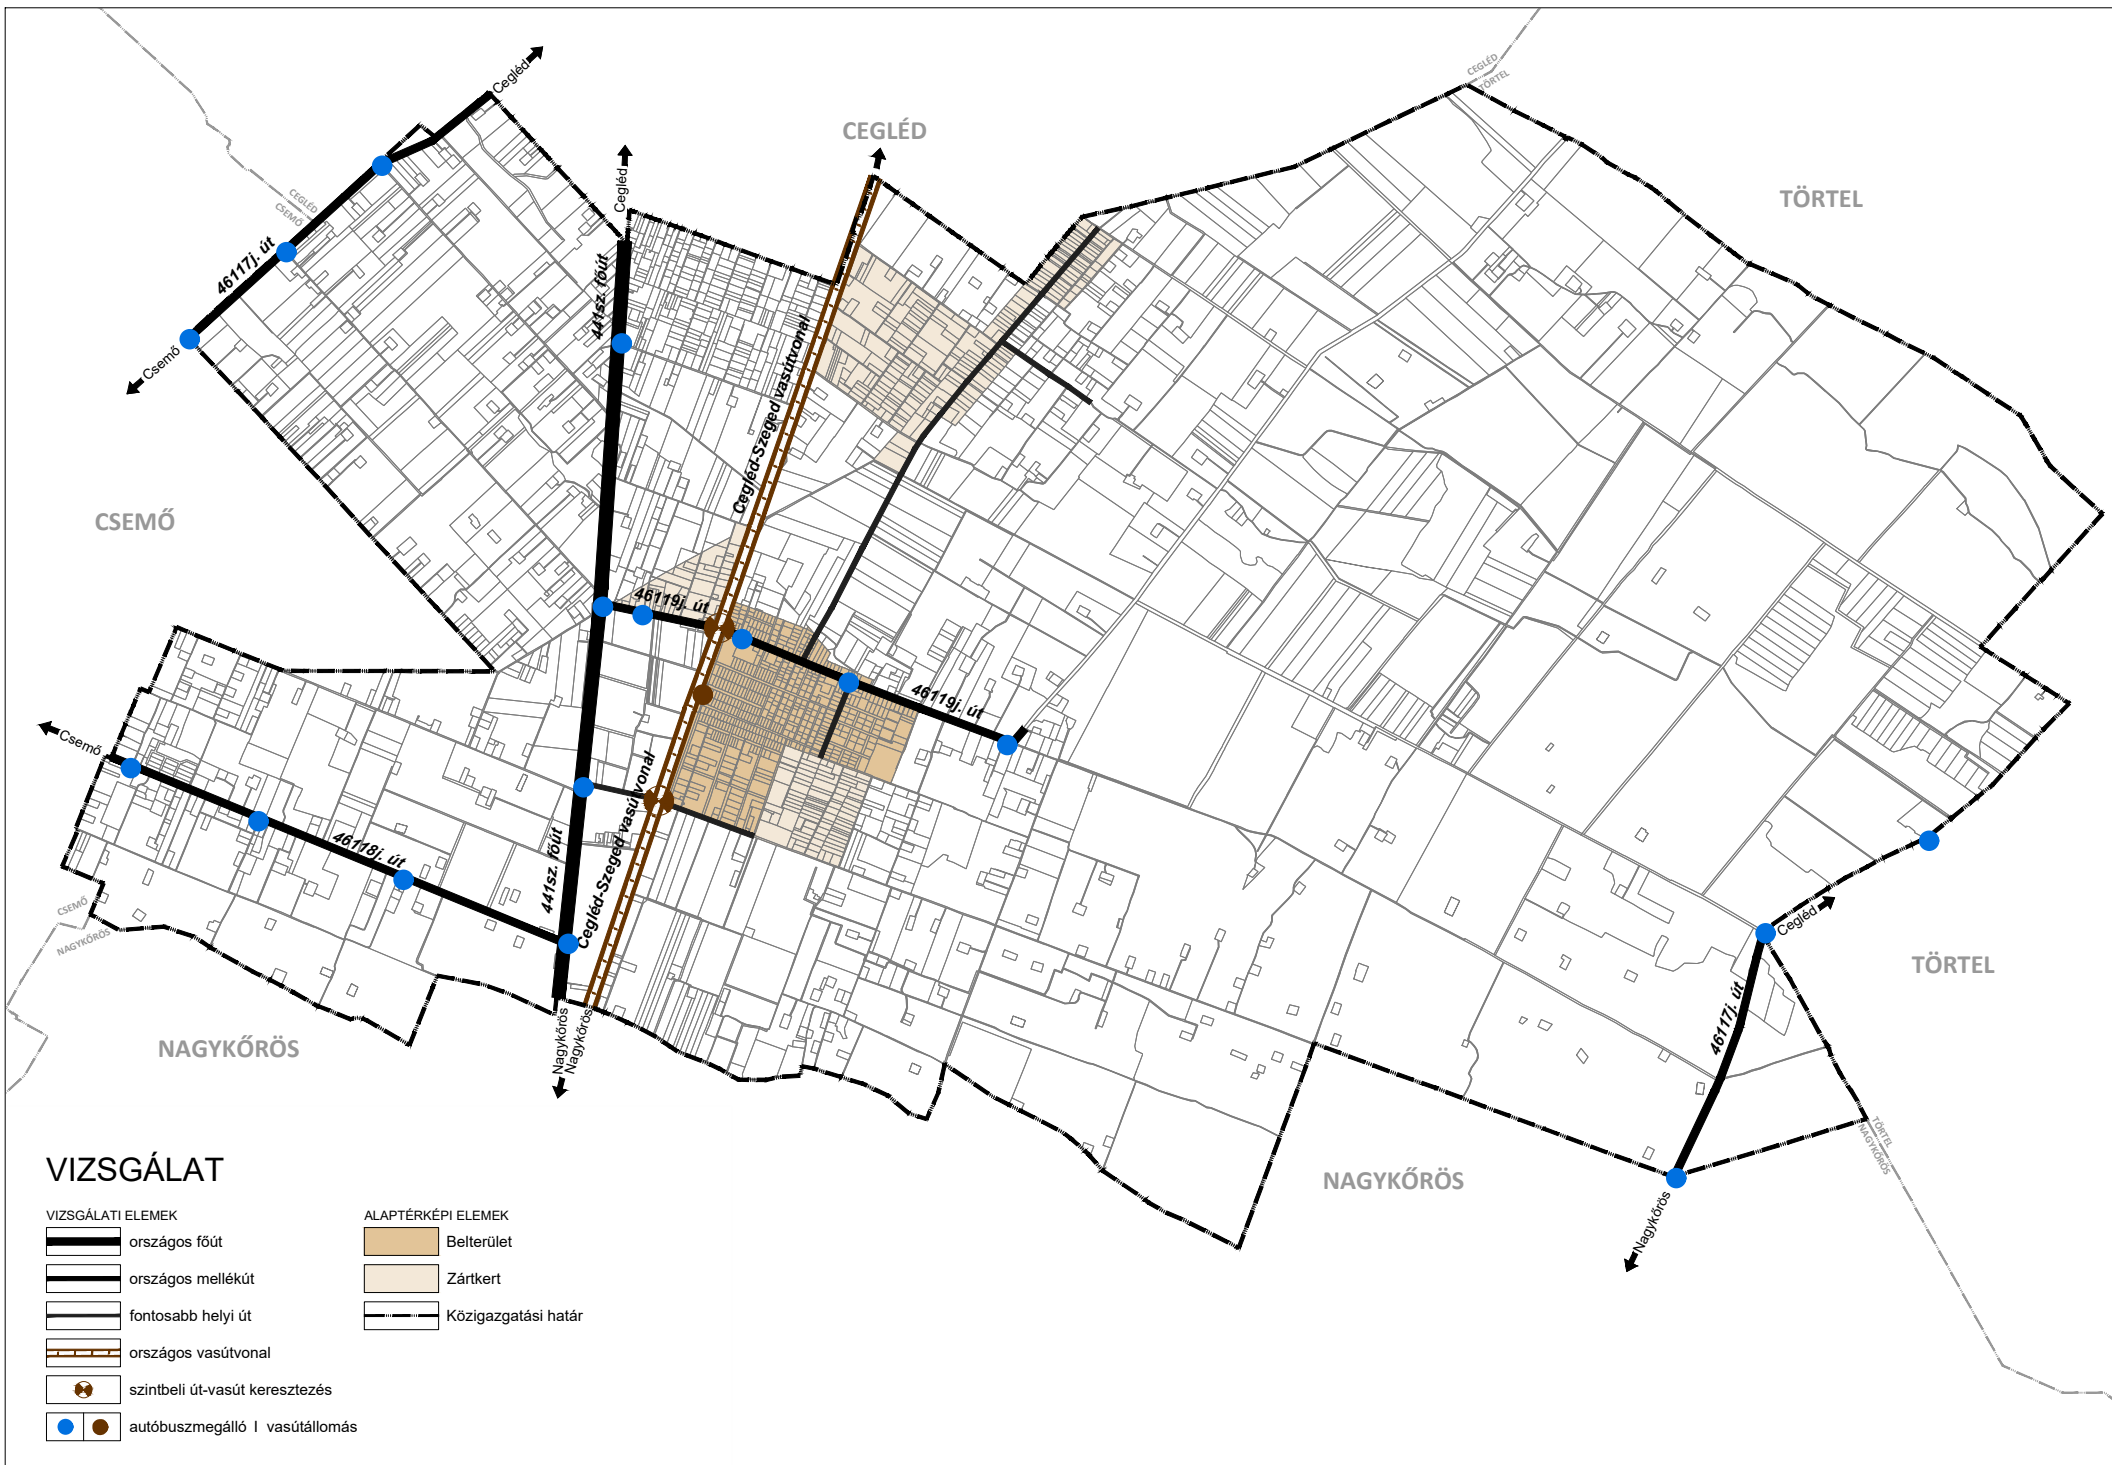 Cegléd
CEGLÉD
TÖRTEL
CEGLÉD
Cegléd
TÖRTEL
CEGLÉD
CSEMŐ
46117j. út
441sz. főút
Csemő
Cegléd-Szeged vasútvonal
CSEMŐ
46119j. út
46119j. út
Csemő
46118j. út
441sz. főút
Cegléd-Szeged vasútvonal
CSEMŐ
NAGYKŐRÖS
Cegléd
TÖRTEL
46117j. út
NAGYKŐRÖS
Nagykőrös
Nagykőrös
TÖRTEL
NAGYKŐRÖS
NAGYKŐRÖS
Nagykőrös
VIZSGÁLAT
VIZSGÁLATI ELEMEK
országos főút
országos mellékút
fontosabb helyi út
országos vasútvonal
szintbeli út-vasút keresztezés
autóbuszmegálló I vasútállomás
ALAPTÉRKÉPI ELEMEK
Belterület
Zártkert
Közigazgatási határ